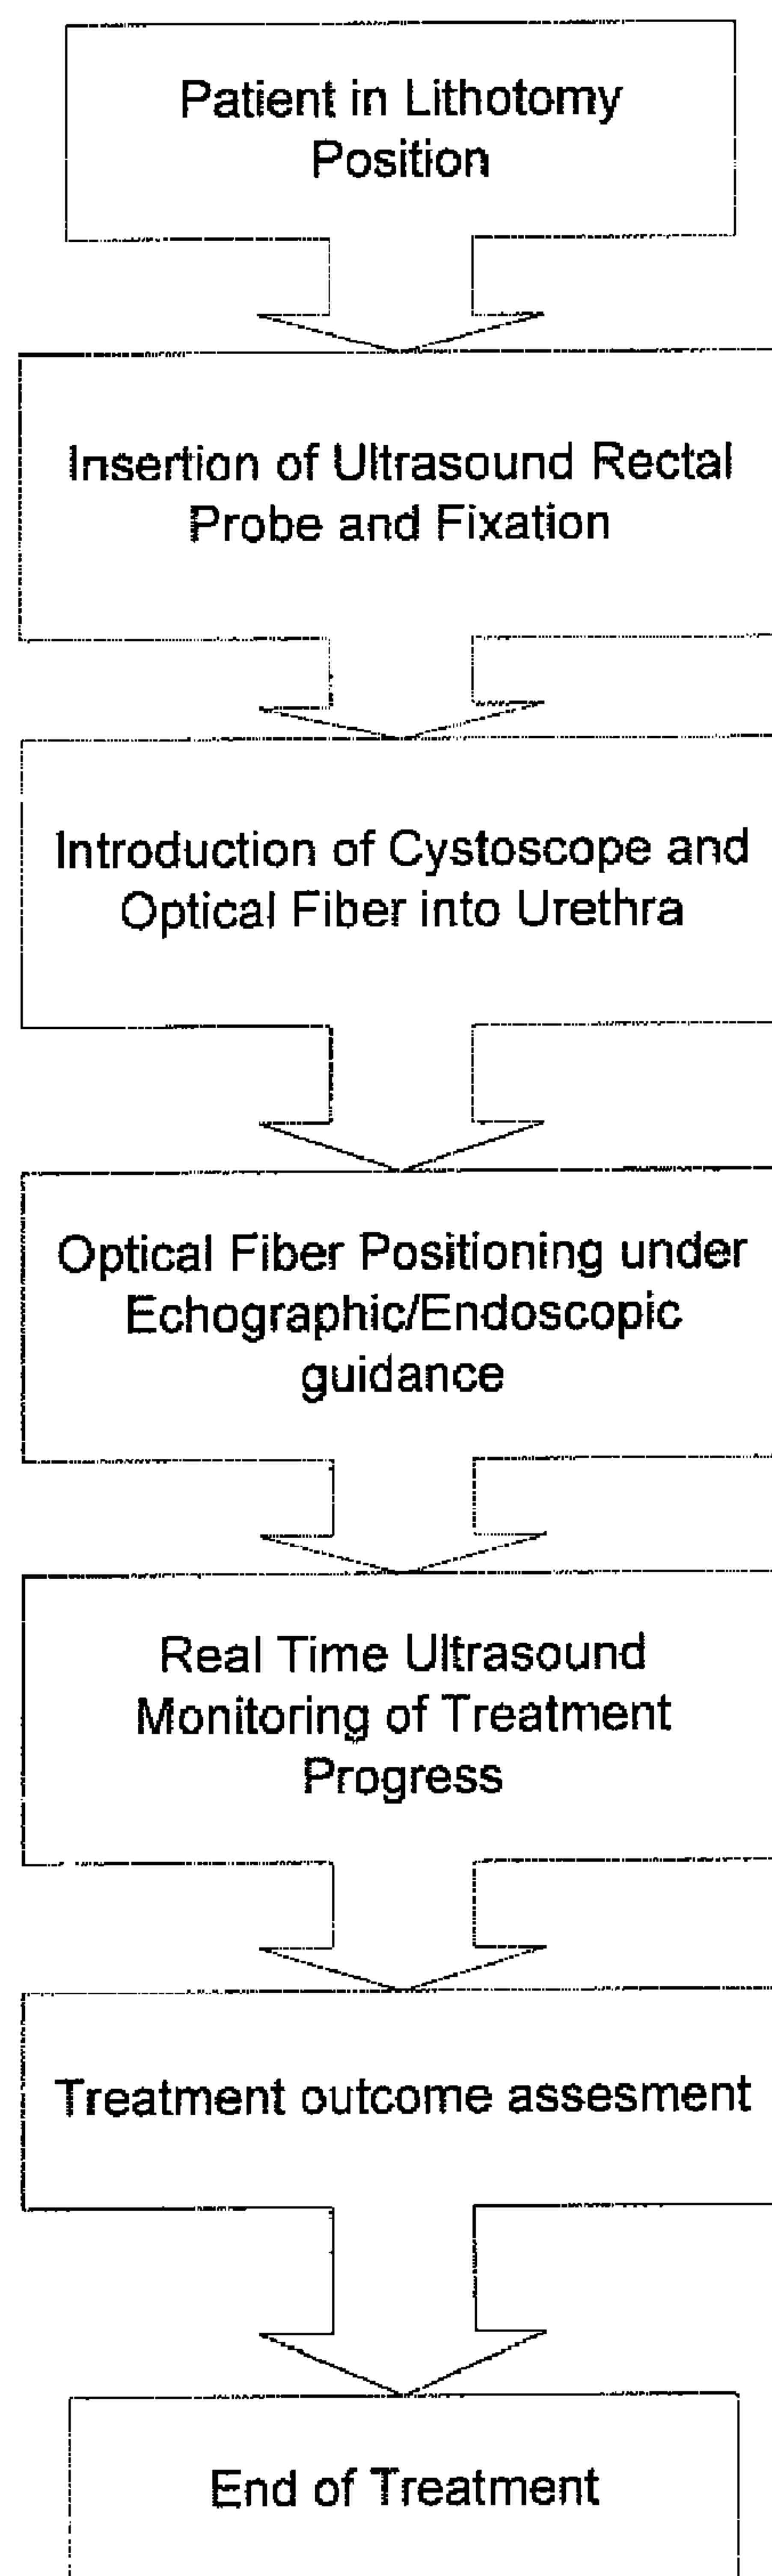 Patient in Lithotomy
Position
Insertion of Ultrasound Rectal
Probe and Fixation
Introduction of Cystoscope and
Optical Fiber into Urethra
Optical Fiber Positioning under
Echographic/Endoscopic
guidance
Real Time Ultrasound
Monitoring of Treatment
Progress
Treatment outcome assesment
End of Treatment